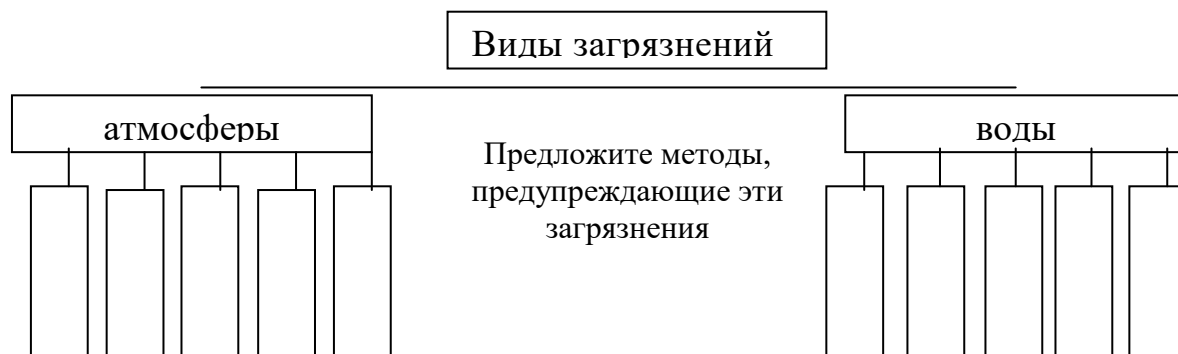 Виды загрязнений
атмосферы
воды
Предложите методы,
предупреждающие эти
загрязнения